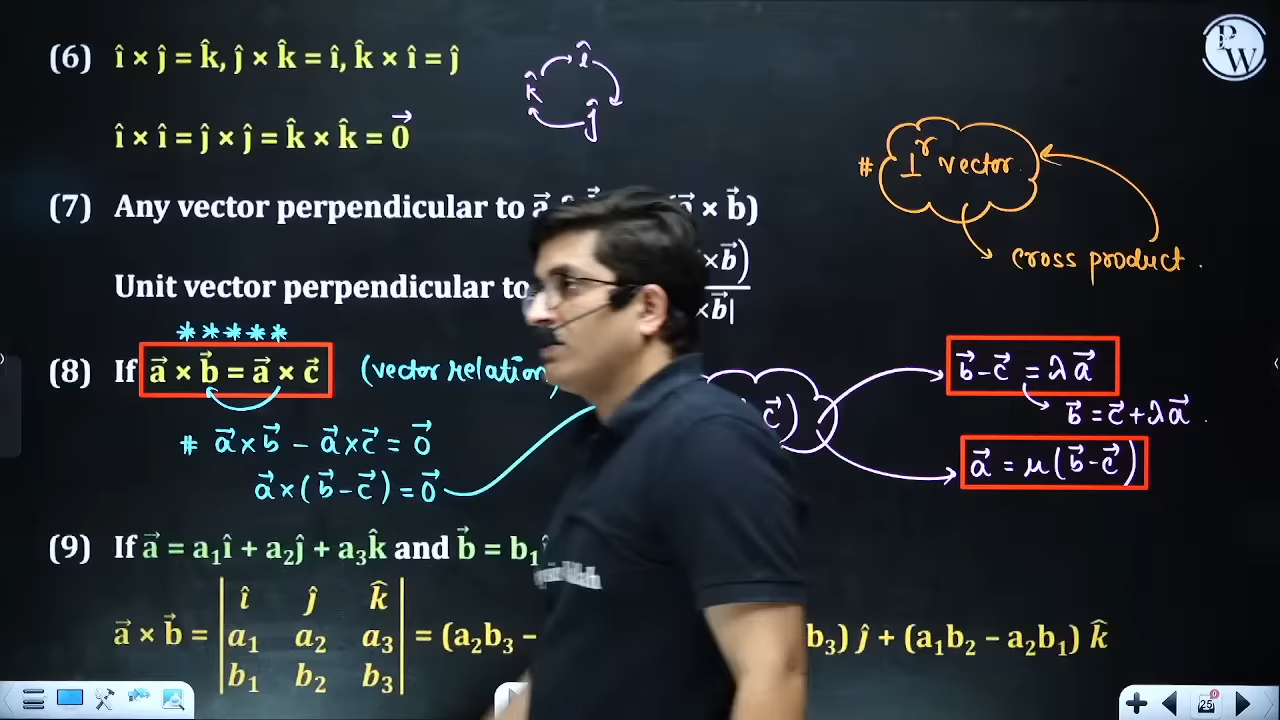 (6) î × ĵ = k̂, ĵ × k̂ = î, k̂ × î = ĵ
î
k̂
ĵ
PW
î × î = ĵ × ĵ = k̂ × k̂ = 0⃗
# ⊥ʳ vector
cross product.
(7) Any vector perpendicular to a⃗ × b⃗)
Unit vector perpendicular to
×b⃗)
×b⃗|
*****
(8) If a⃗ × b⃗ = a⃗ × c⃗ (vector relation
c⃗)
b⃗-c⃗ = λa⃗
b⃗ = c⃗+λa⃗.
# a⃗×b⃗ - a⃗×c⃗ = 0⃗
a⃗ = μ(b⃗-c⃗)
a⃗×(b⃗-c⃗) = 0⃗
(9) If a⃗ = a₁î + a₂ĵ + a₃k̂ and b⃗ = b₁
î ĵ k̂
a⃗ × b⃗ = a₁ a₂ a₃ = (a₂b₃ − b₃) ĵ + (a₁b₂ − a₂b₁) k̂
b₁ b₂ b₃
25